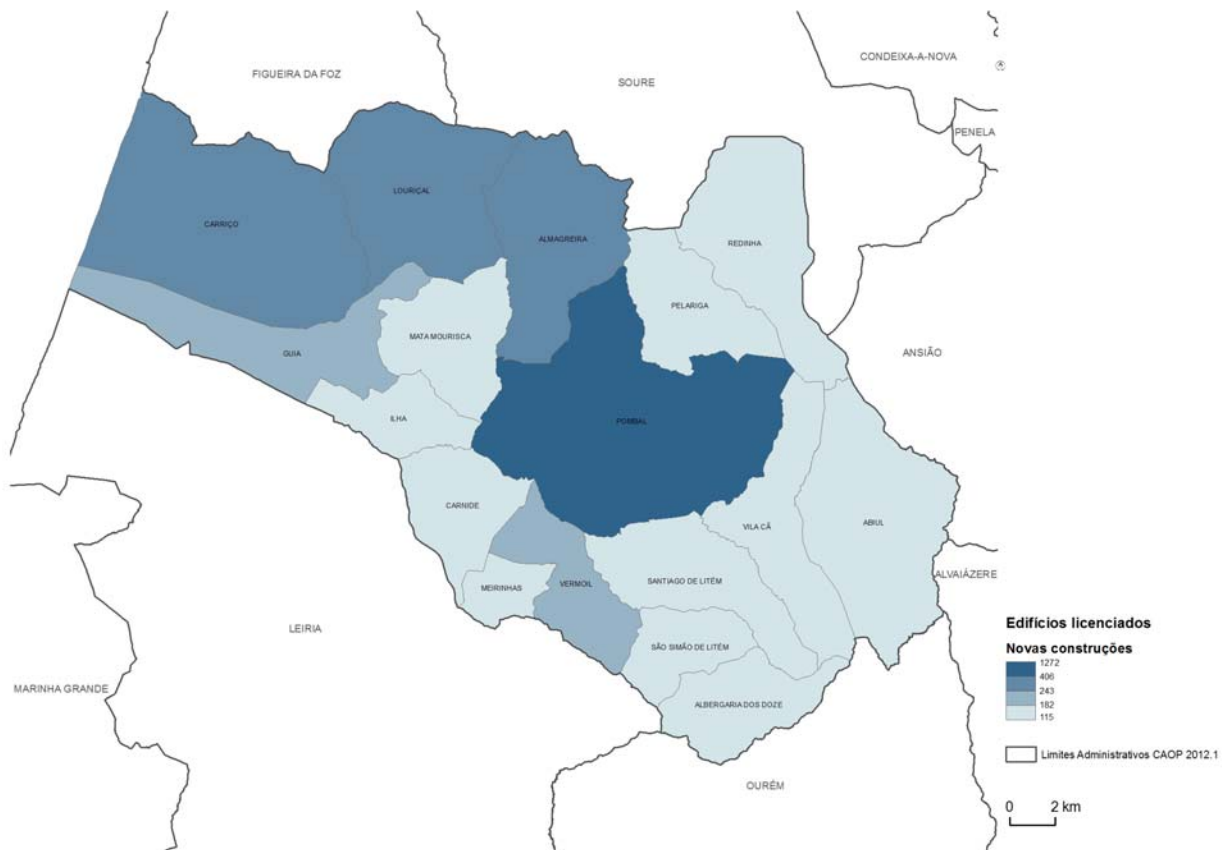 CONDEIXA-A-NOVA
FIGUEIRA DA FOZ
SOURE
PENELA
LOURIÇAL
CARRIÇO
ALMAGREIRA
REDINHA
PELARIGA
MATA MOURISCA
GUIA
ANSIÃO
ILHA
POMBAL
CARNIDE
VILA CÃ
ABIUL
ALVAIÁZERE
SANTIAGO DE LITÉM
VERMOIL
MEIRINHAS
LEIRIA
SÃO SIMÃO DE LITÉM
MARINHA GRANDE
ALBERGARIA DOS DOZE
OURÉM
Edifícios licenciados
Novas construções
1272
406
243
182
115
Limites Administrativos CAOP 2012.1
0 2 km